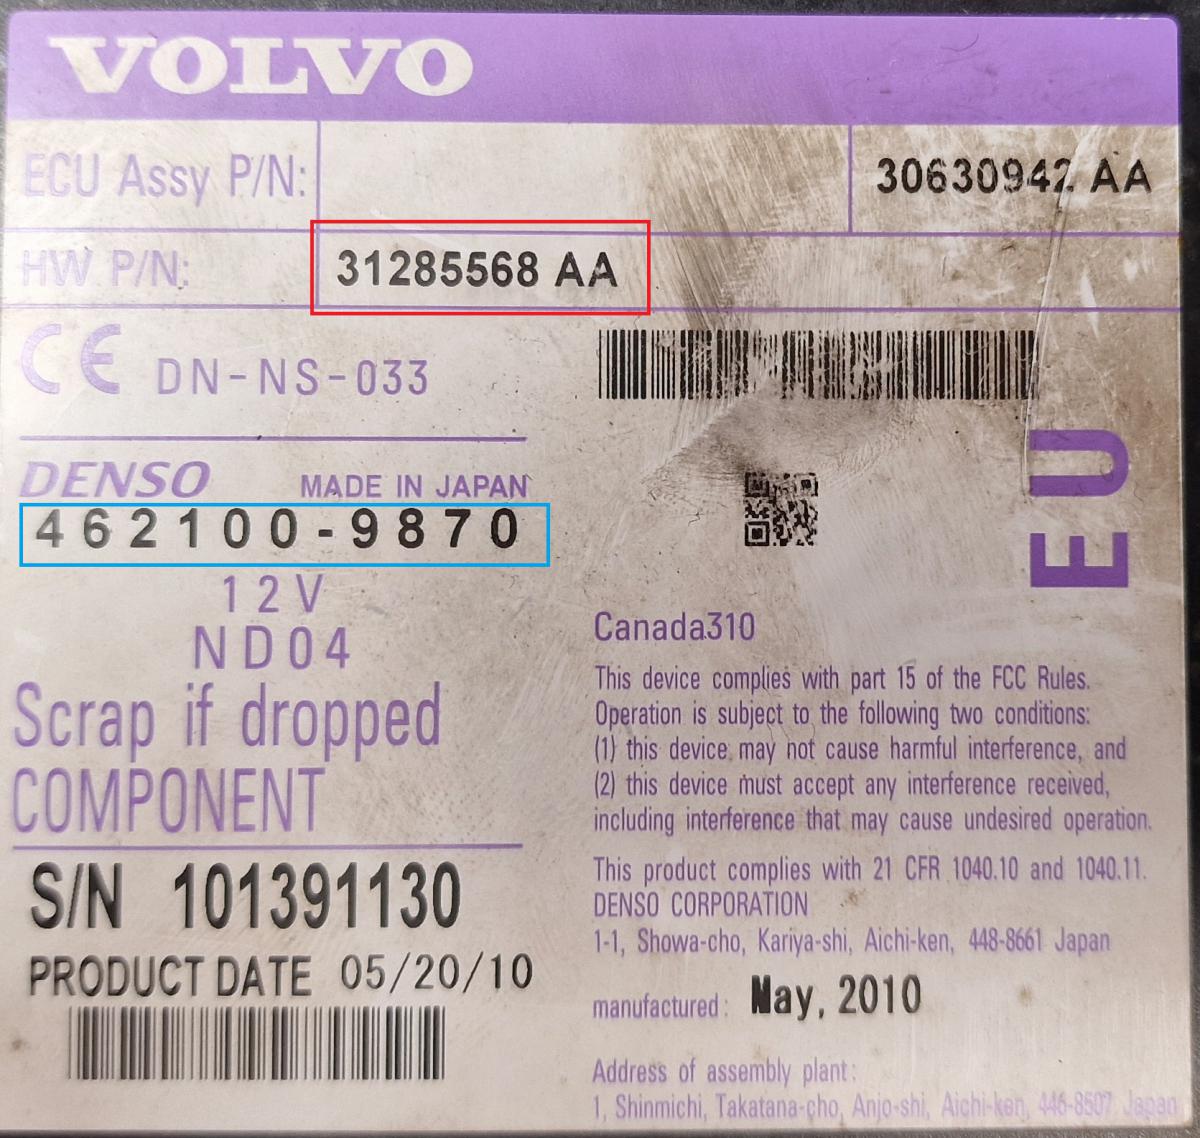 VOLVO
ECU Assy P/N: 30630942 AA
HW P/N: 31285568 AA
CE DN-NS-033
DENSO MADE IN JAPAN
462100-9870
12V
ND04
Scrap if dropped
COMPONENT
S/N 101391130
PRODUCT DATE 05/20/10
EU
Canada310
This device complies with part 15 of the FCC Rules.
Operation is subject to the following two conditions:
(1) this device may not cause harmful interference, and
(2) this device must accept any interference received,
including interference that may cause undesired operation.
This product complies with 21 CFR 1040.10 and 1040.11.
DENSO CORPORATION
1-1, Showa-cho, Kariya-shi, Aichi-ken, 448-8661 Japan
manufactured: May, 2010
Address of assembly plant:
1, Shinmichi, Takatana-cho, Anjo-shi, Aichi-ken, 446-8507 Japan